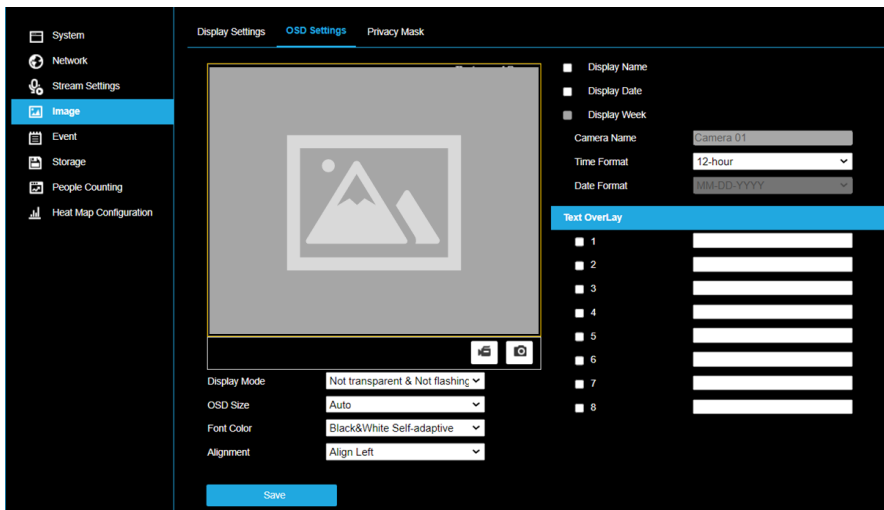 System
Network
Stream Settings
Image
Event
Storage
People Counting
Heat Map Configuration
Display Settings OSD Settings Privacy Mask
Display Name
Display Date
Display Week
Camera Name Camera 01
Time Format 12-hour
Date Format MM-DD-YYYY
Text OverLay
1
2
3
4
5
6
7
8
Display Mode Not transparent & Not flashing
OSD Size Auto
Font Color Black&White Self-adaptive
Alignment Align Left
Save